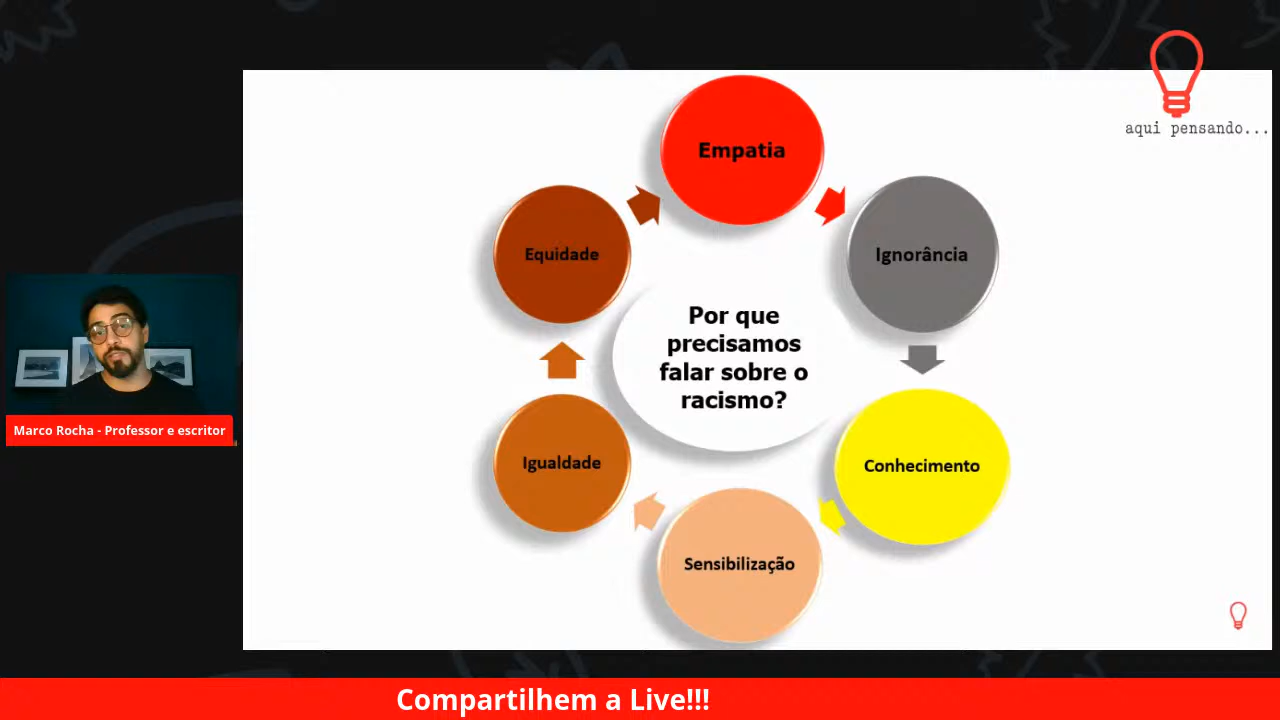 aqui pensando...
Empatia
Equidade
Ignorância
Por que
precisamos
falar sobre o
racismo?
Marco Rocha - Professor e escritor
Igualdade
Conhecimento
Sensibilização
Compartilhem a Live!!!